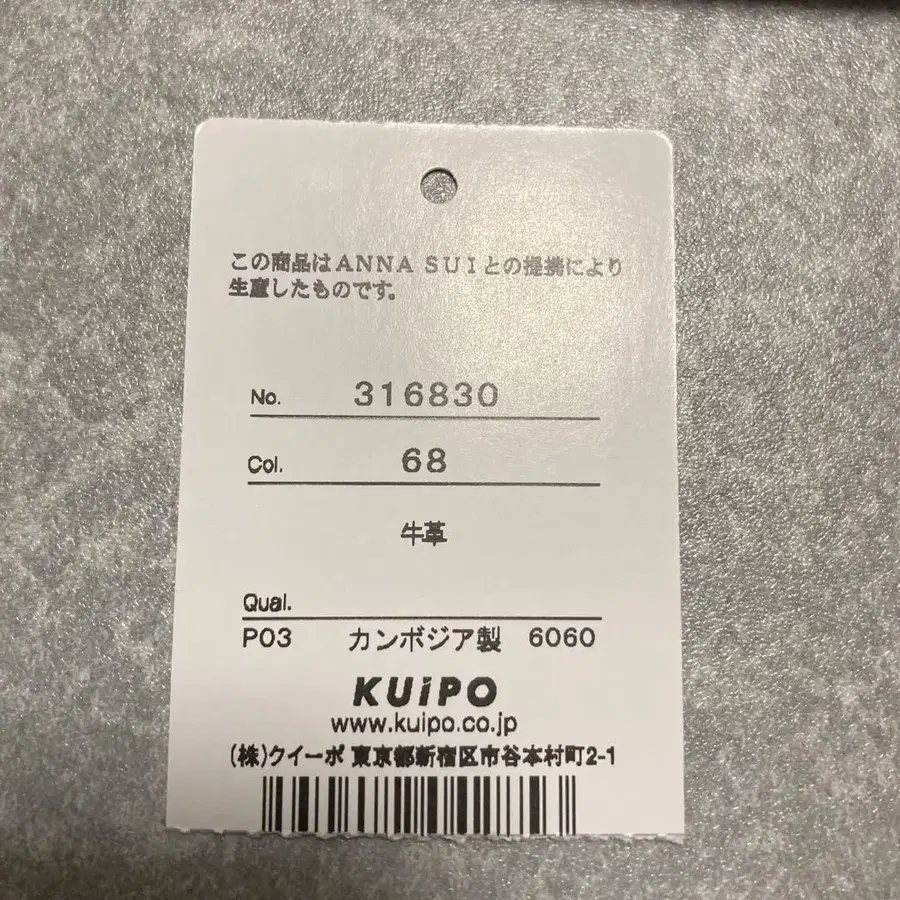 この商品はANNA SUIとの提携により
生産したものです。
No. 316830
Col. 68
牛革
Qual.
P03 カンボジア製 6060
KUiPO
www.kuipo.co.jp
(株)クイーポ 東京都新宿区市谷本村町2-1